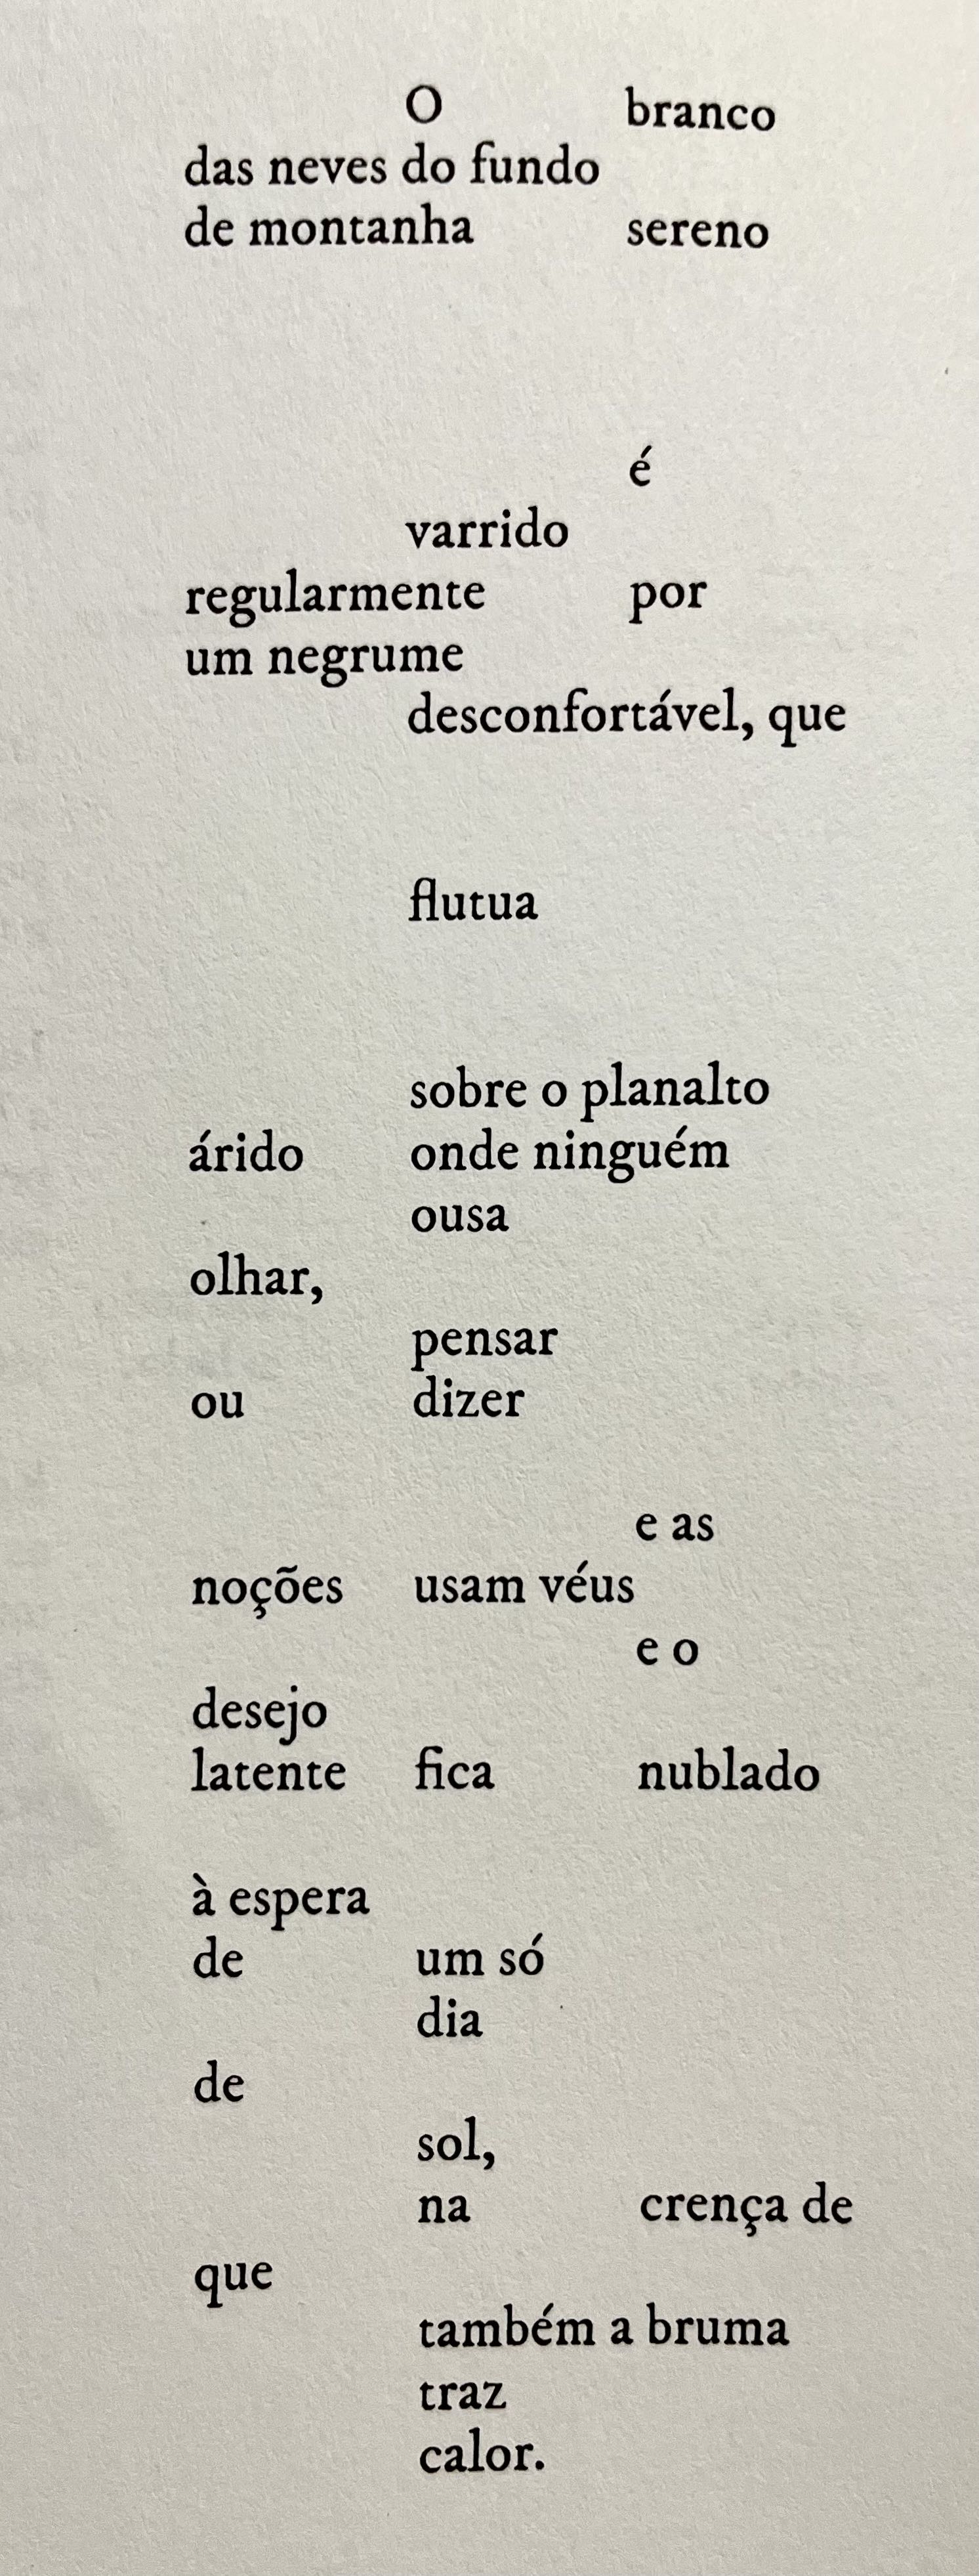 O branco
das neves do fundo
de montanha sereno
é
varrido
regularmente por
um negrume
desconfortável, que
flutua
sobre o planalto
árido onde ninguém
ousa
olhar,
pensar
ou dizer
e as
noções usam véus
e o
desejo
latente fica nublado
à espera
de um só
dia
de
sol,
na crença de
que
também a bruma
traz
calor.